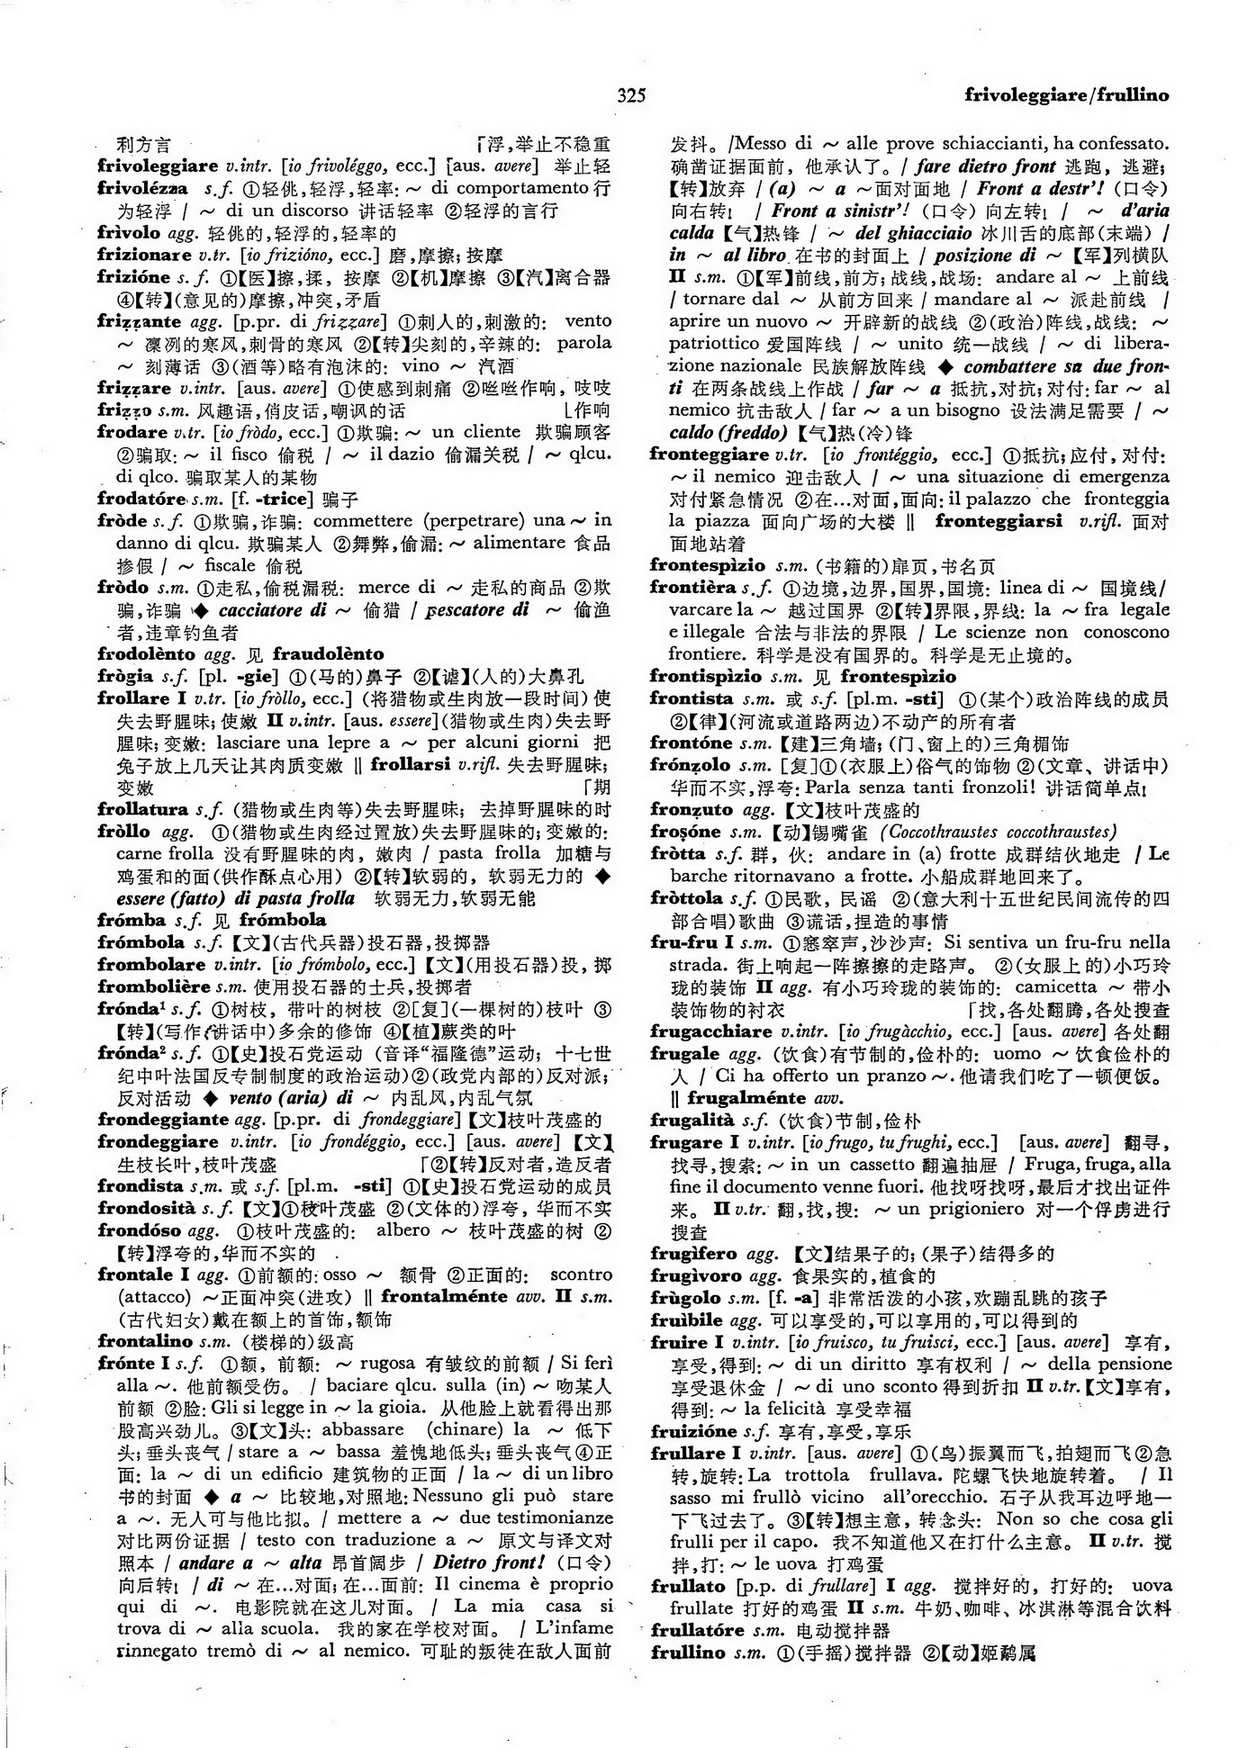 325
frivoleggiare/frullino
利方言 「浮,举止不稳重
frivoleggiare v.intr. [io frivoléggo, ecc.] [aus. avere] 举止轻
frivolézza s.f. ①轻佻,轻浮,轻率: ～ di comportamento 行
为轻浮 / ～ di un discorso 讲话轻率 ②轻浮的言行
frìvolo agg. 轻佻的,轻浮的,轻率的
frizionare v.tr. [io frizióno, ecc.] 磨,摩擦; 按摩
frizióne s. f. ①【医】擦,揉, 按摩 ②【机】摩擦 ③【汽】离合器
④【转】(意见的)摩擦,冲突,矛盾
frizzante agg. [p.pr. di frizzare] ①刺人的,刺激的: vento
～ 凛冽的寒风,刺骨的寒风 ②【转】尖刻的,辛辣的: parola
～ 刻薄话 ③(酒等)略有泡沫的: vino ～ 汽酒
frizzare v.intr. [aus. avere] ①使感到刺痛 ②咝咝作响, 吱吱
frizzo s.m. 风趣语,俏皮话,嘲讽的话 ⌊作响
frodare v.tr. [io fròdo, ecc.] ①欺骗: ～ un cliente 欺骗顾客
②骗取: ～ il fisco 偷税 / ～ il dazio 偷漏关税 / ～ qlcu.
di qlco. 骗取某人的某物
frodatóre s.m. [f. -trice] 骗子
fròde s. f. ①欺骗,诈骗: commettere (perpetrare) una ～ in
danno di qlcu. 欺骗某人 ②舞弊,偷漏: ～ alimentare 食品
掺假 / ～ fiscale 偷税
fròdo s.m. ①走私,偷税漏税: merce di ～ 走私的商品 ②欺
骗,诈骗 ◆ cacciatore di ～ 偷猎 / pescatore di ～ 偷渔
者,违章钓鱼者
frodolènto agg. 见 fraudolènto
frògia s.f. [pl. -gie] ①(马的)鼻子 ②【谑】(人的)大鼻孔
frollare I v.tr. [io fròllo, ecc.] (将猎物或生肉放一段时间)使
失去野腥味; 使嫩 II v.intr. [aus. essere] (猎物或生肉)失去野
腥味; 变嫩: lasciare una lepre a ～ per alcuni giorni 把
兔子放上几天让其肉质变嫩 ‖ frollarsi v.rifl. 失去野腥味;
变嫩 「期
frollatura s.f. (猎物或生肉等)失去野腥味; 去掉野腥味的时
fròllo agg. ①(猎物或生肉经过置放)失去野腥味的; 变嫩的:
carne frolla 没有野腥味的肉, 嫩肉 / pasta frolla 加糖与
鸡蛋和的面(供作酥点心用) ②【转】软弱的, 软弱无力的 ◆
essere (fatto) di pasta frolla 软弱无力,软弱无能
frómba s.f. 见 frómbola
frómbola s.f. 【文】(古代兵器)投石器,投掷器
frombolare v.intr. [io frómbolo, ecc.] 【文】(用投石器)投, 掷
frombolière s.m. 使用投石器的士兵,投掷者
frónda¹ s.f. ①树枝, 带叶的树枝 ②[复](一棵树的)枝叶 ③
【转】(写作,讲话中)多余的修饰 ④【植】蕨类的叶
frónda² s.f. ①【史】投石党运动 (音译“福隆德”运动; 十七世
纪中叶法国反专制制度的政治运动)②(政党内部的)反对派;
反对活动 ◆ vento (aria) di ～ 内乱风,内乱气氛
frondeggiante agg. [p.pr. di frondeggiare] 【文】枝叶茂盛的
frondeggiare v.intr. [io frondéggio, ecc.] [aus. avere] 【文】
生枝长叶,枝叶茂盛 「②【转】反对者,造反者
frondista s.m. 或 s.f. [pl.m. -sti] ①【史】投石党运动的成员
frondosità s.f. 【文】①枝叶茂盛 ②(文体的)浮夸, 华而不实
frondóso agg. ①枝叶茂盛的: albero ～ 枝叶茂盛的树 ②
【转】浮夸的,华而不实的
frontale I agg. ①前额的: osso ～ 额骨 ②正面的: scontro
(attacco) ～正面冲突(进攻) ‖ frontalménte avv. II s.m.
(古代妇女)戴在额上的首饰,额饰
frontalino s.m. (楼梯的)级高
frónte I s.f. ①额, 前额: ～ rugosa 有皱纹的前额 / Si ferì
alla ～. 他前额受伤。 / baciare qlcu. sulla (in) ～ 吻某人
前额 ②脸: Gli si legge in ～ la gioia. 从他脸上就看得出那
股高兴劲儿。③【文】头: abbassare (chinare) la ～ 低下
头; 垂头丧气 / stare a ～ bassa 羞愧地低头; 垂头丧气④正
面: la ～ di un edificio 建筑物的正面 / la ～ di un libro
书的封面 ◆ a ～ 比较地,对照地: Nessuno gli può stare
a ～. 无人可与他比拟。 / mettere a ～ due testimonianze
对比两份证据 / testo con traduzione a ～ 原文与译文对
照本 / andare a ～ alta 昂首阔步 / Dietro front! (口令)
向后转! / di ～ 在…对面; 在…面前: Il cinema è proprio
qui di ～. 电影院就在这儿对面。 / La mia casa si
trova di ～ alla scuola. 我的家在学校对面。 / L'infame
rinnegato tremò di ～ al nemico. 可耻的叛徒在敌人面前
发抖。/Messo di ～ alle prove schiaccianti, ha confessato.
确凿证据面前, 他承认了。/ fare dietro front 逃跑, 逃避;
【转】放弃 / (a) ～ a ～面对面地 / Front a destr'! (口令)
向右转! / Front a sinistr'! (口令) 向左转! / ～ d'aria
calda 【气】热锋 / ～ del ghiacciaio 冰川舌的底部(末端) /
in ～ al libro 在书的封面上 / posizione di ～ 【军】列横队
II s.m. ①【军】前线,前方; 战线,战场: andare al ～ 上前线
/ tornare dal ～ 从前方回来 / mandare al ～ 派赴前线 /
aprire un nuovo ～ 开辟新的战线 ②(政治)阵线,战线: ～
patriottico 爱国阵线 / ～ unito 统一战线 / ～ di libera-
zione nazionale 民族解放阵线 ◆ combattere su due fron-
ti 在两条战线上作战 / far ～ a 抵抗,对抗; 对付: far ～ al
nemico 抗击敌人 / far ～ a un bisogno 设法满足需要 / ～
caldo (freddo) 【气】热(冷)锋
fronteggiare v.tr. [io frontéggio, ecc.] ①抵抗; 应付, 对付:
～ il nemico 迎击敌人 / ～ una situazione di emergenza
对付紧急情况 ②在…对面,面向: il palazzo che fronteggia
la piazza 面向广场的大楼 ‖ fronteggiarsi v.rifl. 面对
面地站着
frontespìzio s.m. (书籍的)扉页,书名页
frontièra s.f. ①边境,边界,国界,国境: linea di ～ 国境线/
varcare la ～ 越过国界 ②【转】界限,界线: la ～ fra legale
e illegale 合法与非法的界限 / Le scienze non conoscono
frontiere. 科学是没有国界的。科学是无止境的。
frontispìzio s.m. 见 frontespìzio
frontista s.m. 或 s.f. [pl.m. -sti] ①(某个)政治阵线的成员
②【律】(河流或道路两边)不动产的所有者
frontóne s.m. 【建】三角墙; (门、窗上的)三角楣饰
frónzolo s.m. [复]①(衣服上)俗气的饰物 ②(文章、讲话中)
华而不实,浮夸: Parla senza tanti fronzoli! 讲话简单点!
fronzuto agg. 【文】枝叶茂盛的
frosóne s.m. 【动】锡嘴雀 (Coccothraustes coccothraustes)
fròtta s.f. 群, 伙: andare in (a) frotte 成群结伙地走 / Le
barche ritornavano a frotte. 小船成群地回来了。
fròttola s.f. ①民歌, 民谣 ②(意大利十五世纪民间流传的四
部合唱)歌曲 ③谎话,捏造的事情
fru-fru I s.m. ①窸窣声,沙沙声: Si sentiva un fru-fru nella
strada. 街上响起一阵擦擦的走路声。 ②(女服上的)小巧玲
珑的装饰 II agg. 有小巧玲珑的装饰的: camicetta ～ 带小
装饰物的衬衣 「找,各处翻腾,各处搜查
frugacchiare v.intr. [io frugàcchio, ecc.] [aus. avere] 各处翻
frugale agg. (饮食)有节制的,俭朴的: uomo ～ 饮食俭朴的
人 / Ci ha offerto un pranzo ～. 他请我们吃了一顿便饭。
‖ frugalménte avv.
frugalità s.f. (饮食)节制,俭朴
frugare I v.intr. [io frugo, tu frughi, ecc.] [aus. avere] 翻寻,
找寻,搜索: ～ in un cassetto 翻遍抽屉 / Fruga, fruga, alla
fine il documento venne fuori. 他找呀找呀,最后才找出证件
来。 II v.tr. 翻,找,搜: ～ un prigioniero 对一个俘虏进行
搜查
frugìfero agg. 【文】结果子的; (果子)结得多的
frugìvoro agg. 食果实的,植食的
frùgolo s.m. [f. -a] 非常活泼的小孩,欢蹦乱跳的孩子
fruìbile agg. 可以享受的,可以享用的,可以得到的
fruire I v.intr. [io fruisco, tu fruisci, ecc.] [aus. avere] 享有,
享受,得到: ～ di un diritto 享有权利 / ～ della pensione
享受退休金 / ～ di uno sconto 得到折扣 II v.tr.【文】享有,
得到: ～ la felicità 享受幸福
fruizióne s.f. 享有,享受,享乐
frullare I v.intr. [aus. avere] ①(鸟)振翼而飞,拍翅而飞②急
转,旋转: La trottola frullava. 陀螺飞快地旋转着。 / Il
sasso mi frullò vicino all'orecchio. 石子从我耳边呼地一
下飞过去了。③【转】想主意, 转念头: Non so che cosa gli
frulli per il capo. 我不知道他又在打什么主意。 II v.tr. 搅
拌,打: ～ le uova 打鸡蛋
frullato [p.p. di frullare] I agg. 搅拌好的, 打好的: uova
frullate 打好的鸡蛋 II s.m. 牛奶、咖啡、冰淇淋等混合饮料
frullatóre s.m. 电动搅拌器
frullino s.m. ①(手摇)搅拌器 ②【动】姬鹬属